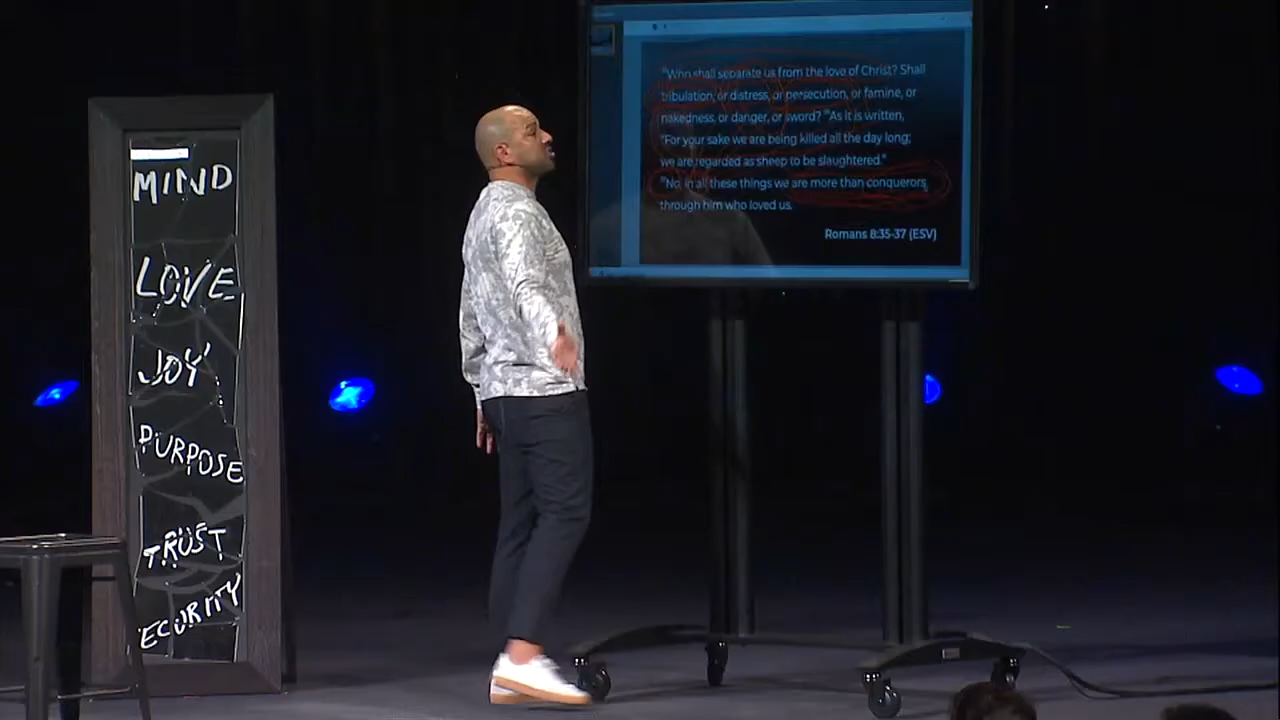 MIND
LOVE
JOY
PURPOSE
TRUST
ECURITY
"Who shall separate us from the love of Christ? Shall
tribulation, or distress, or persecution, or famine, or
nakedness, or danger, or sword? As it is written,
"For your sake we are being killed all the day long;
we are regarded as sheep to be slaughtered."
No, in all these things we are more than conquerors
through him who loved us.
Romans 8:35-37 (ESV)